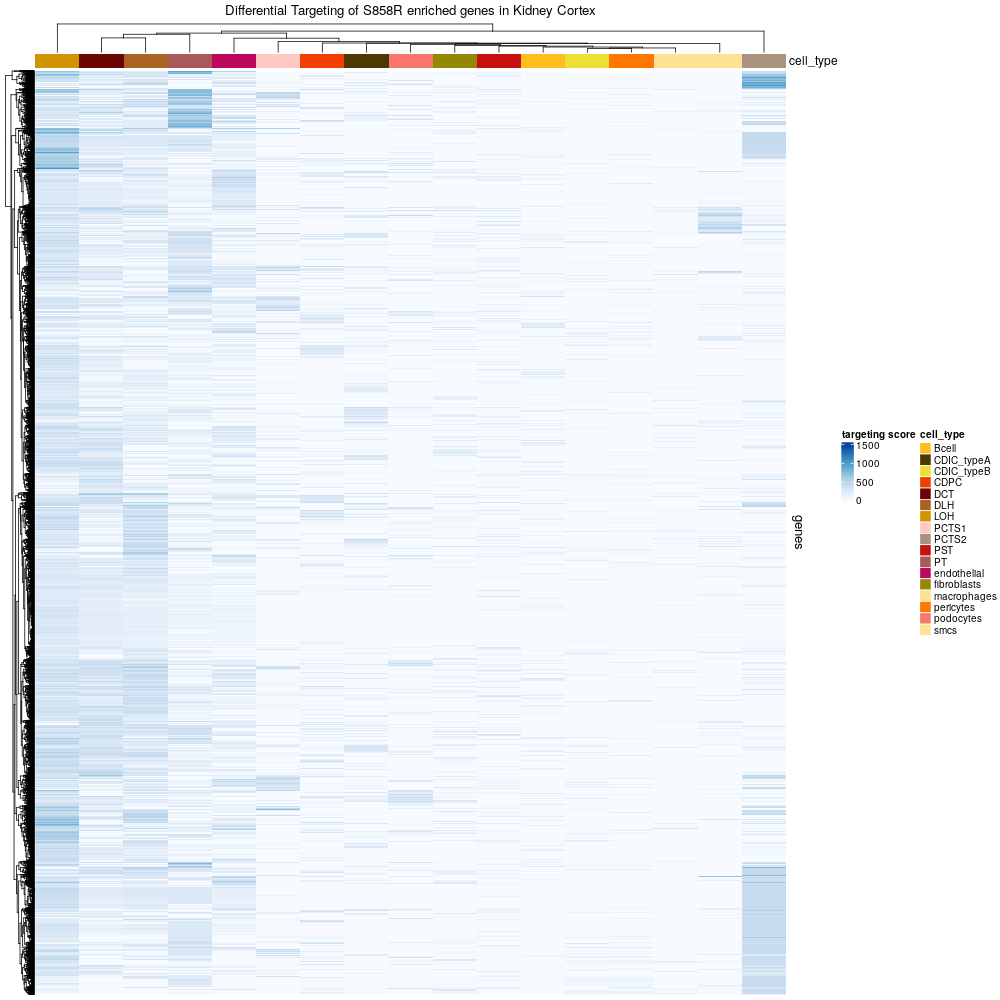 Differential Targeting of S858R enriched genes in Kidney Cortex
cell_type
targeting score
1500
1000
500
0
cell_type
Bcell
CDIC_typeA
CDIC_typeB
CDPC
DCT
DLH
LOH
PCTS1
PCTS2
PST
PT
endothelial
fibroblasts
macrophages
pericytes
podocytes
smcs
genes